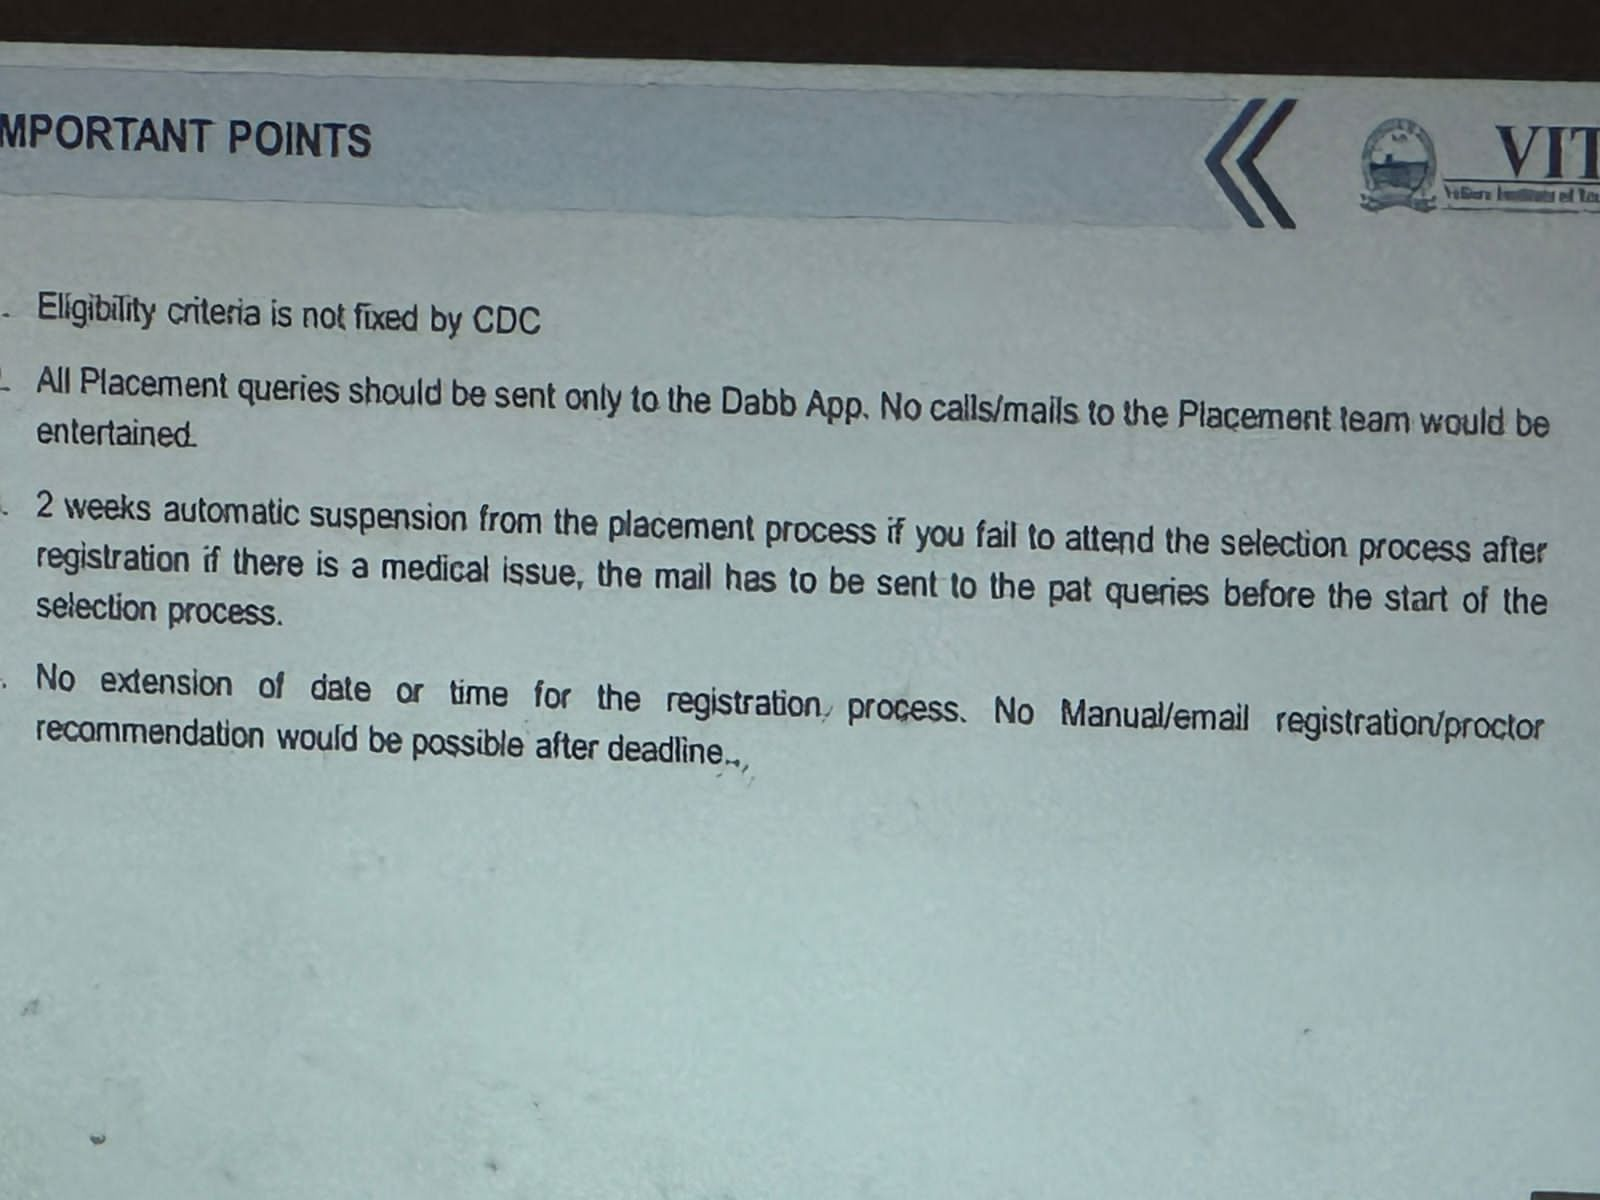 MPORTANT POINTS
VIT
Eligibility criteria is not fixed by CDC
All Placement queries should be sent only to the Dabb App. No calls/mails to the Placement team would be
entertained.
2 weeks automatic suspension from the placement process if you fail to attend the selection process after
registration if there is a medical issue, the mail has to be sent to the pat queries before the start of the
selection process.
No extension of date or time for the registration process. No Manual/email registration/proctor
recommendation would be possible after deadline..,